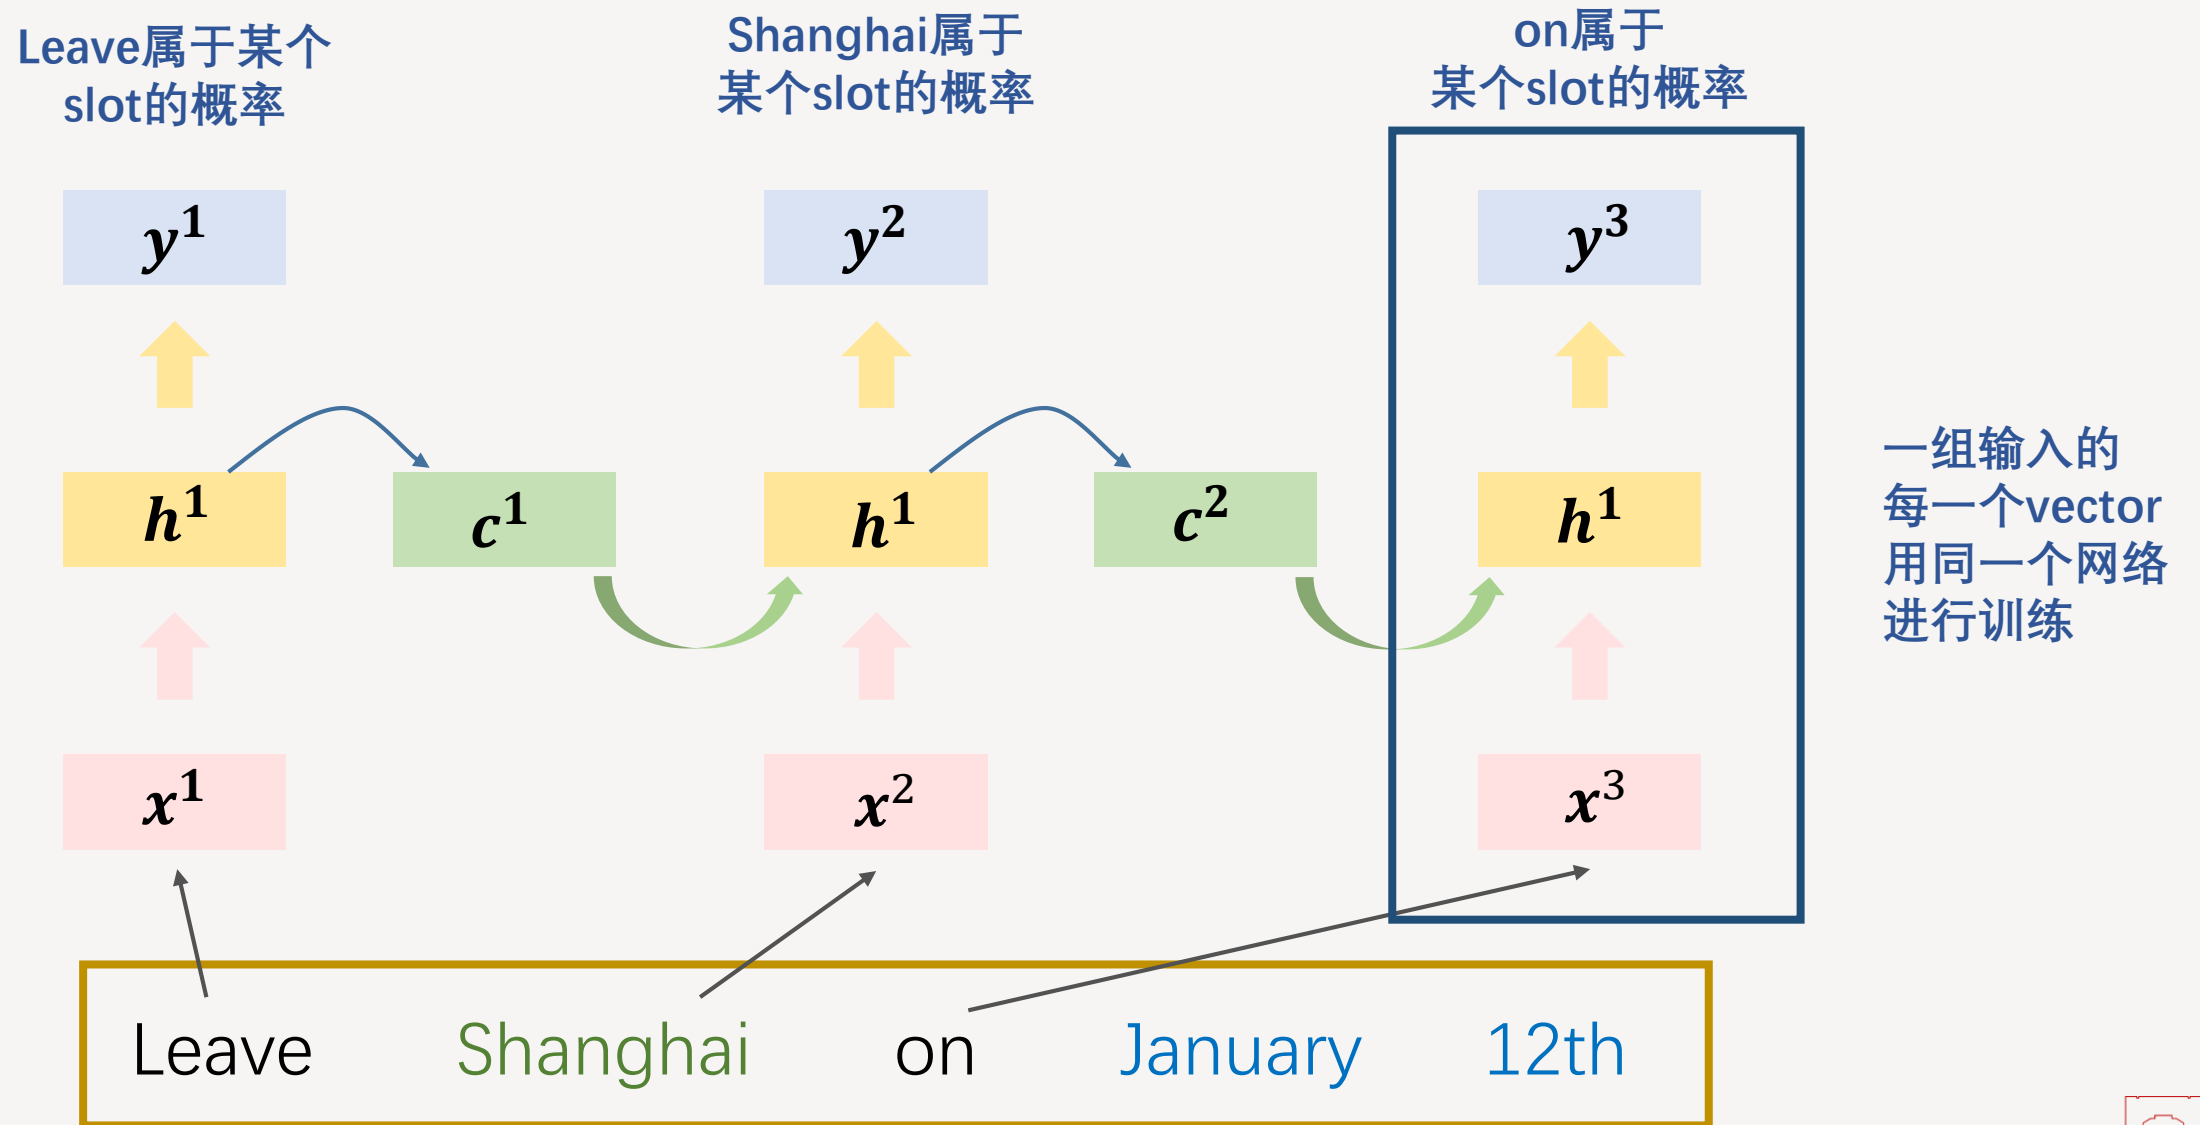 Leave属于某个
slot的概率
Shanghai属于
某个slot的概率
on属于
某个slot的概率
y¹
y²
y³
h¹
c¹
h¹
c²
h¹
一组输入的
每一个vector
用同一个网络
进行训练
x¹
x²
x³
Leave Shanghai on January 12th